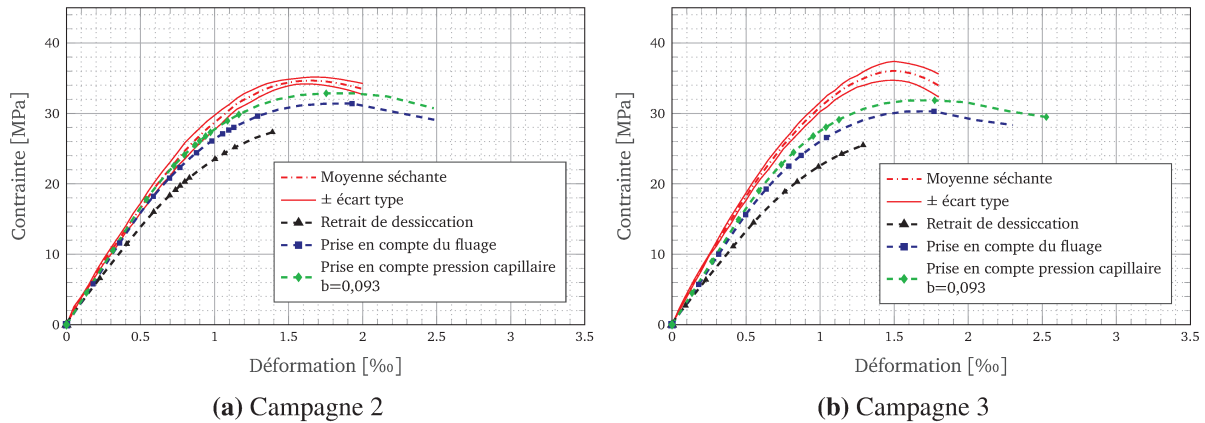 Contrainte [MPa]
40
30
20
10
0
0
0.5
1
1.5
2
2.5
3
3.5
Déformation [‰]
Moyenne séchante
± écart type
Retrait de dessiccation
Prise en compte du fluage
Prise en compte pression capillaire
b=0,093
(a) Campagne 2
Contrainte [MPa]
40
30
20
10
0
0
0.5
1
1.5
2
2.5
3
3.5
Déformation [‰]
Moyenne séchante
± écart type
Retrait de dessiccation
Prise en compte du fluage
Prise en compte pression capillaire
b=0,093
(b) Campagne 3